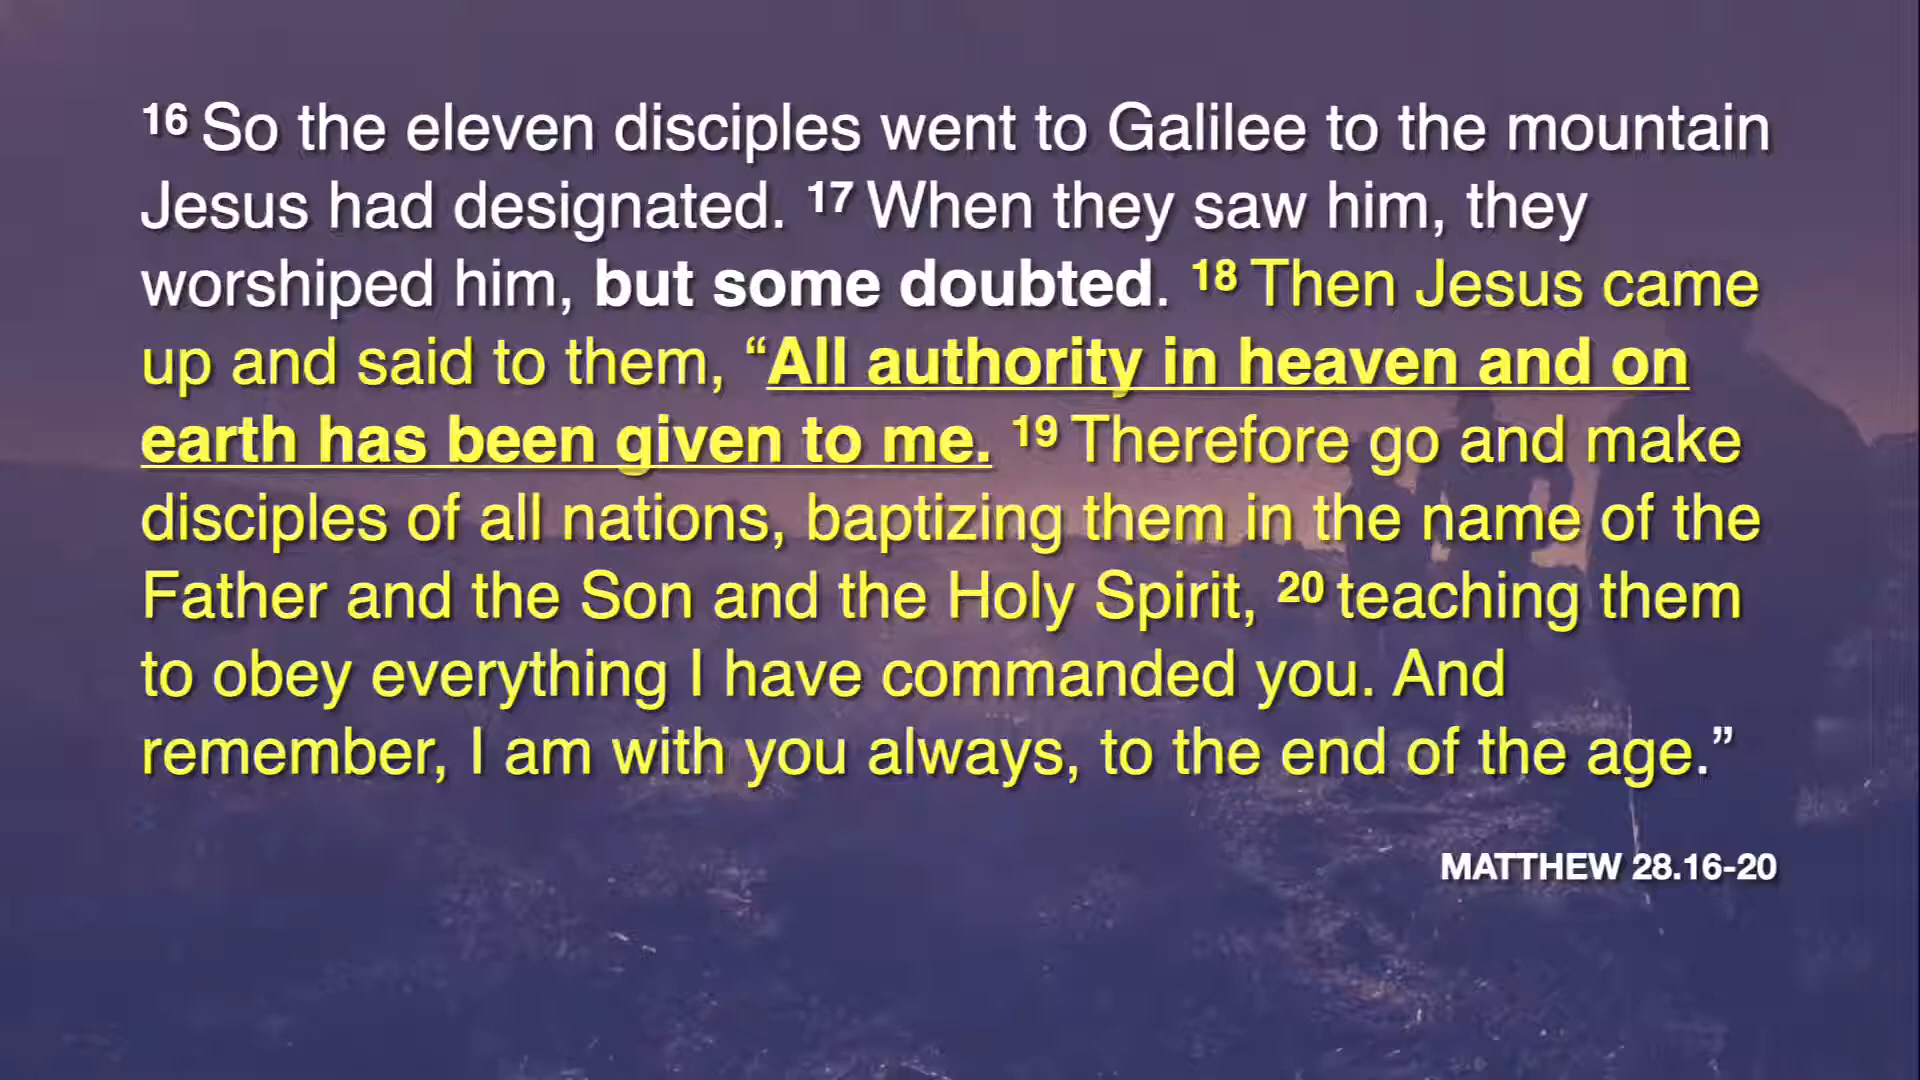 16 So the eleven disciples went to Galilee to the mountain
Jesus had designated. 17 When they saw him, they
worshiped him, but some doubted. 18 Then Jesus came
up and said to them, “All authority in heaven and on
earth has been given to me. 19 Therefore go and make
disciples of all nations, baptizing them in the name of the
Father and the Son and the Holy Spirit, 20 teaching them
to obey everything I have commanded you. And
remember, I am with you always, to the end of the age.”
MATTHEW 28.16-20